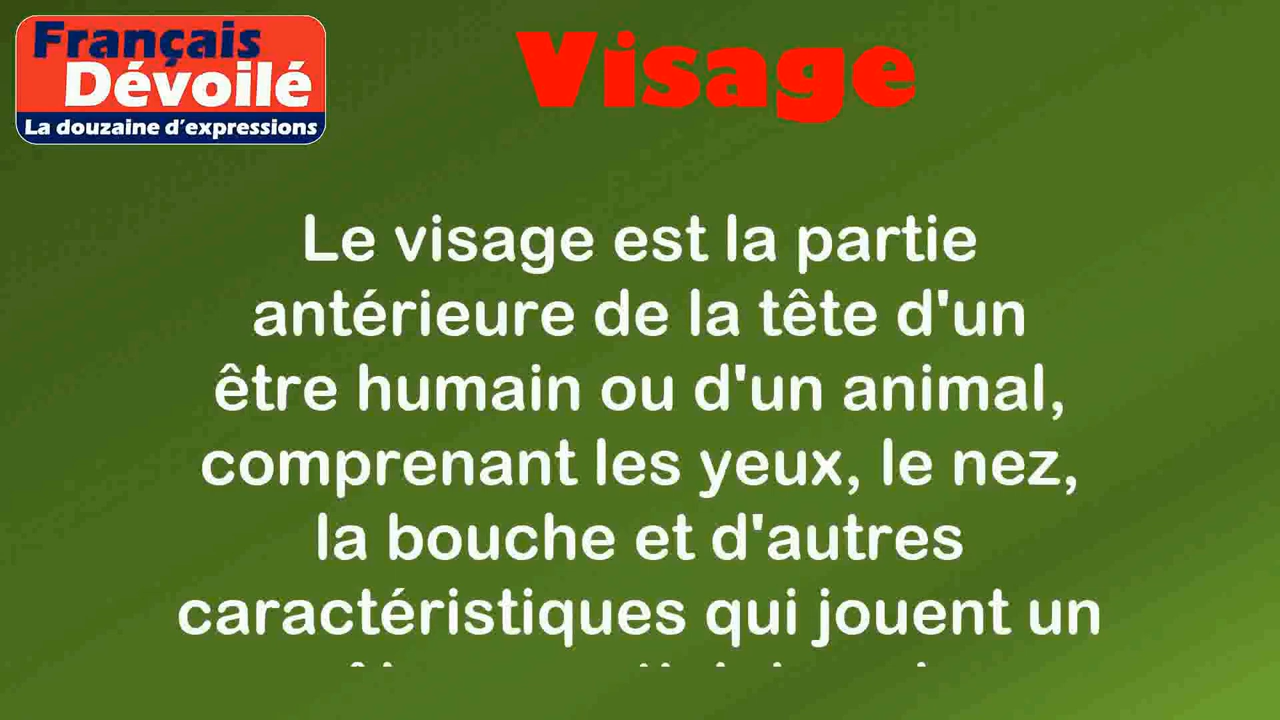 Français
Dévoilé
La douzaine d'expressions
Visage
Le visage est la partie
antérieure de la tête d'un
être humain ou d'un animal,
comprenant les yeux, le nez,
la bouche et d'autres
caractéristiques qui jouent un